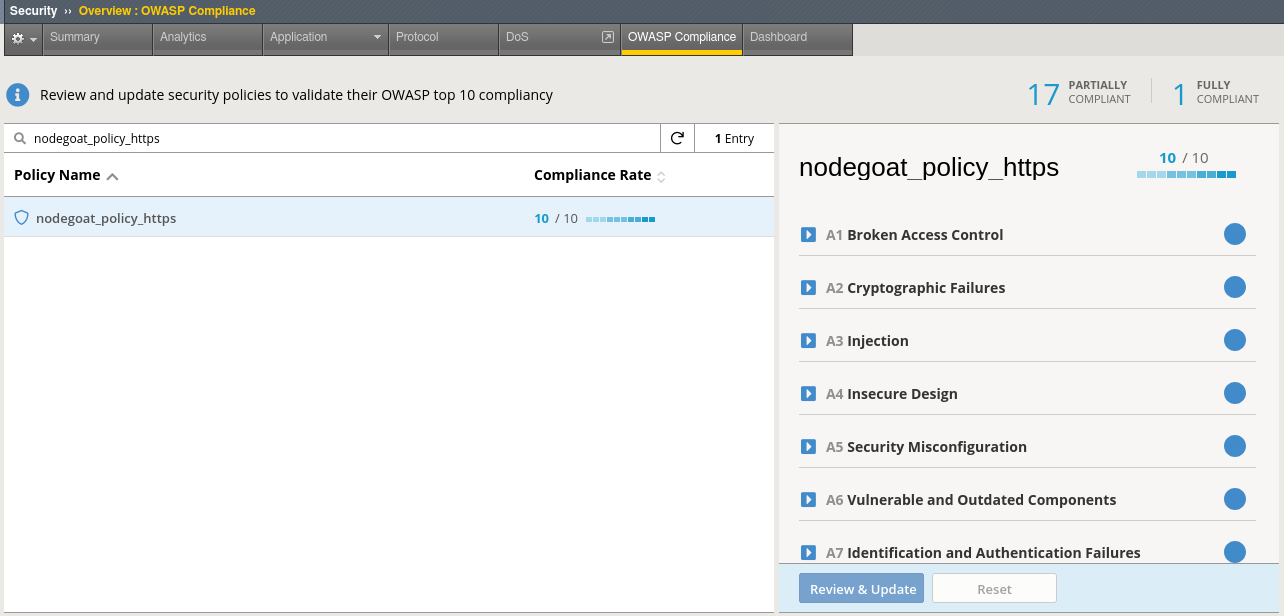 Security ›› Overview : OWASP Compliance
Summary Analytics Application Protocol DoS OWASP Compliance Dashboard
Review and update security policies to validate their OWASP top 10 compliancy
17 PARTIALLY COMPLIANT 1 FULLY COMPLIANT
nodegoat_policy_https 1 Entry
Policy Name Compliance Rate
nodegoat_policy_https 10 / 10
nodegoat_policy_https 10 / 10
A1 Broken Access Control
A2 Cryptographic Failures
A3 Injection
A4 Insecure Design
A5 Security Misconfiguration
A6 Vulnerable and Outdated Components
A7 Identification and Authentication Failures
Review & Update Reset